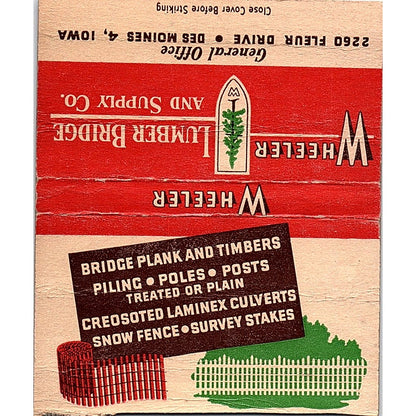 Close Cover Before Striking
2260 FLEUR DRIVE • DES MOINES 4, IOWA
General Office
WHEELER LUMBER BRIDGE
AND SUPPLY CO.
W
WHEELER
BRIDGE PLANK AND TIMBERS
PILING • POLES • POSTS
TREATED OR PLAIN
CREOSOTED LAMINEX CULVERTS
SNOW FENCE • SURVEY STAKES